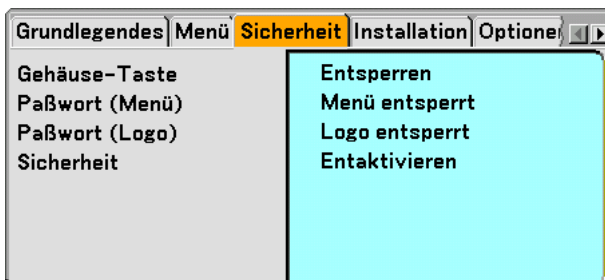 Grundlegendes Menü Sicherheit Installation Optione
Gehäuse-Taste Entsperren
Paßwort (Menü) Menü entsperrt
Paßwort (Logo) Logo entsperrt
Sicherheit Entaktivieren